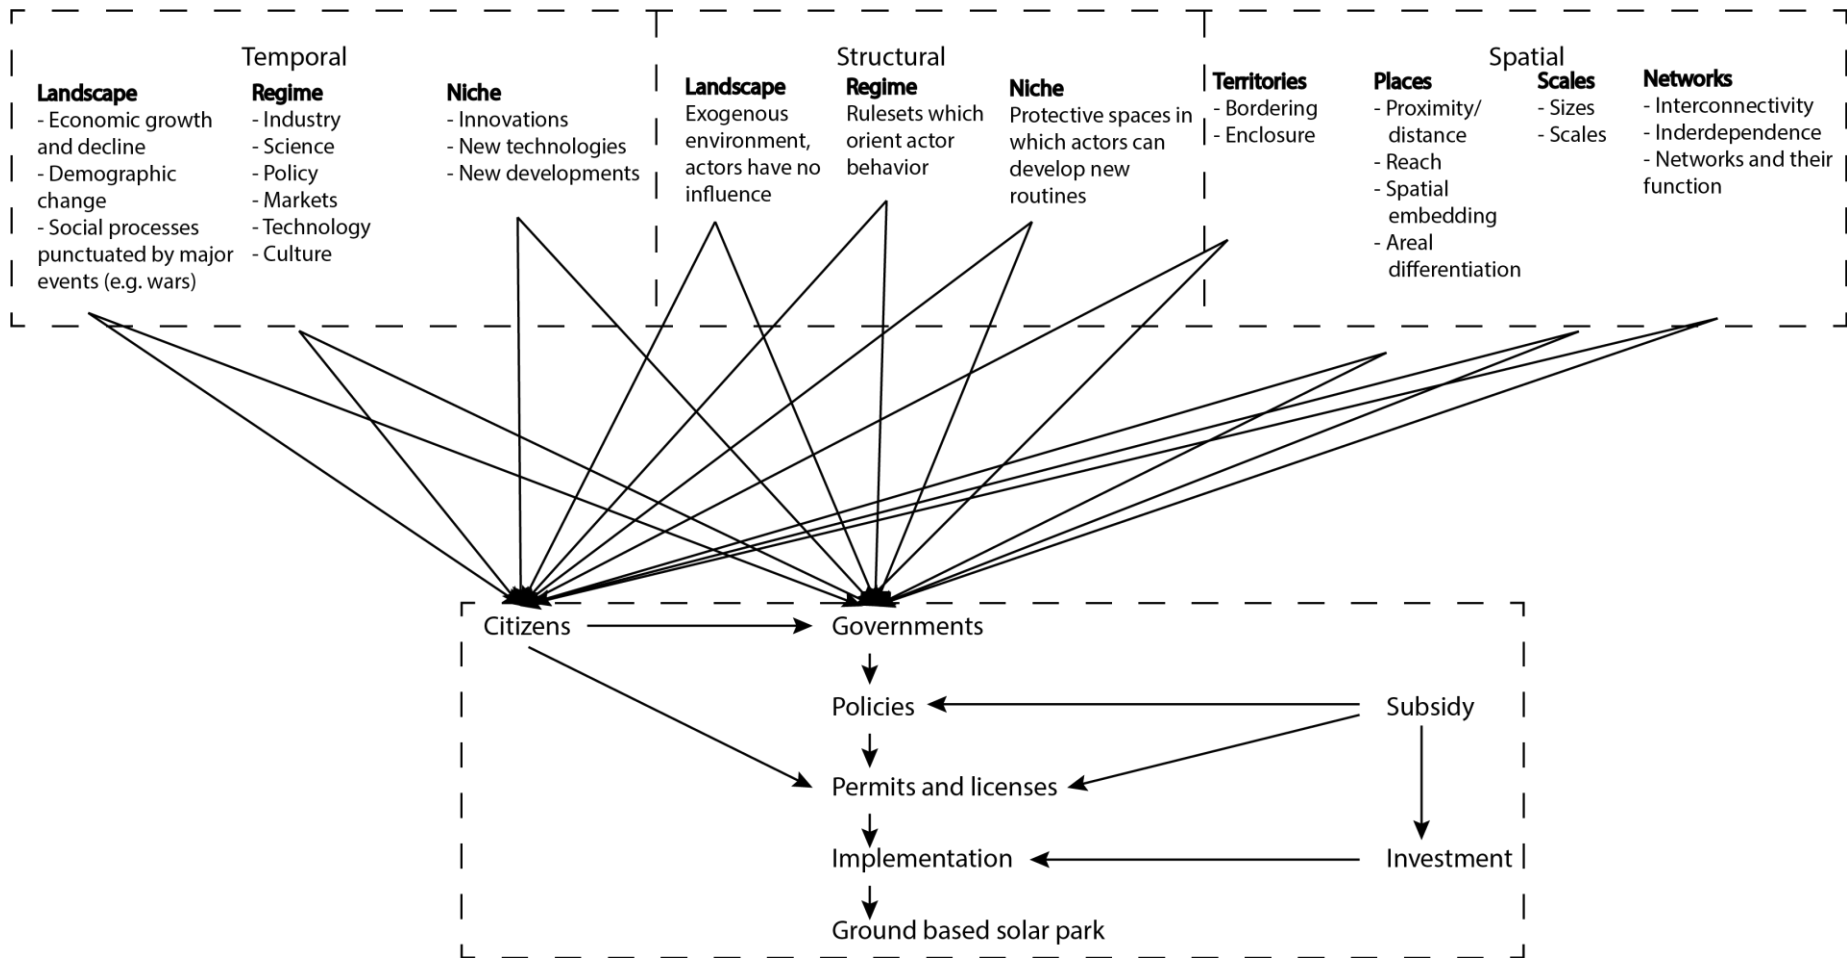 Temporal
Landscape
- Economic growth
and decline
- Demographic
change
- Social processes
punctuated by major
events (e.g. wars)
Regime
- Industry
- Science
- Policy
- Markets
- Technology
- Culture
Niche
- Innovations
- New technologies
- New developments
Structural
Landscape
Exogenous
environment,
actors have no
influence
Regime
Rulesets which
orient actor
behavior
Niche
Protective spaces in
which actors can
develop new
routines
Spatial
Territories
- Bordering
- Enclosure
Places
- Proximity/
distance
- Reach
- Spatial
embedding
- Areal
differentiation
Scales
- Sizes
- Scales
Networks
- Interconnectivity
- Inderdependence
- Networks and their
function
Citizens
Governments
Policies
Subsidy
Permits and licenses
Implementation
Investment
Ground based solar park